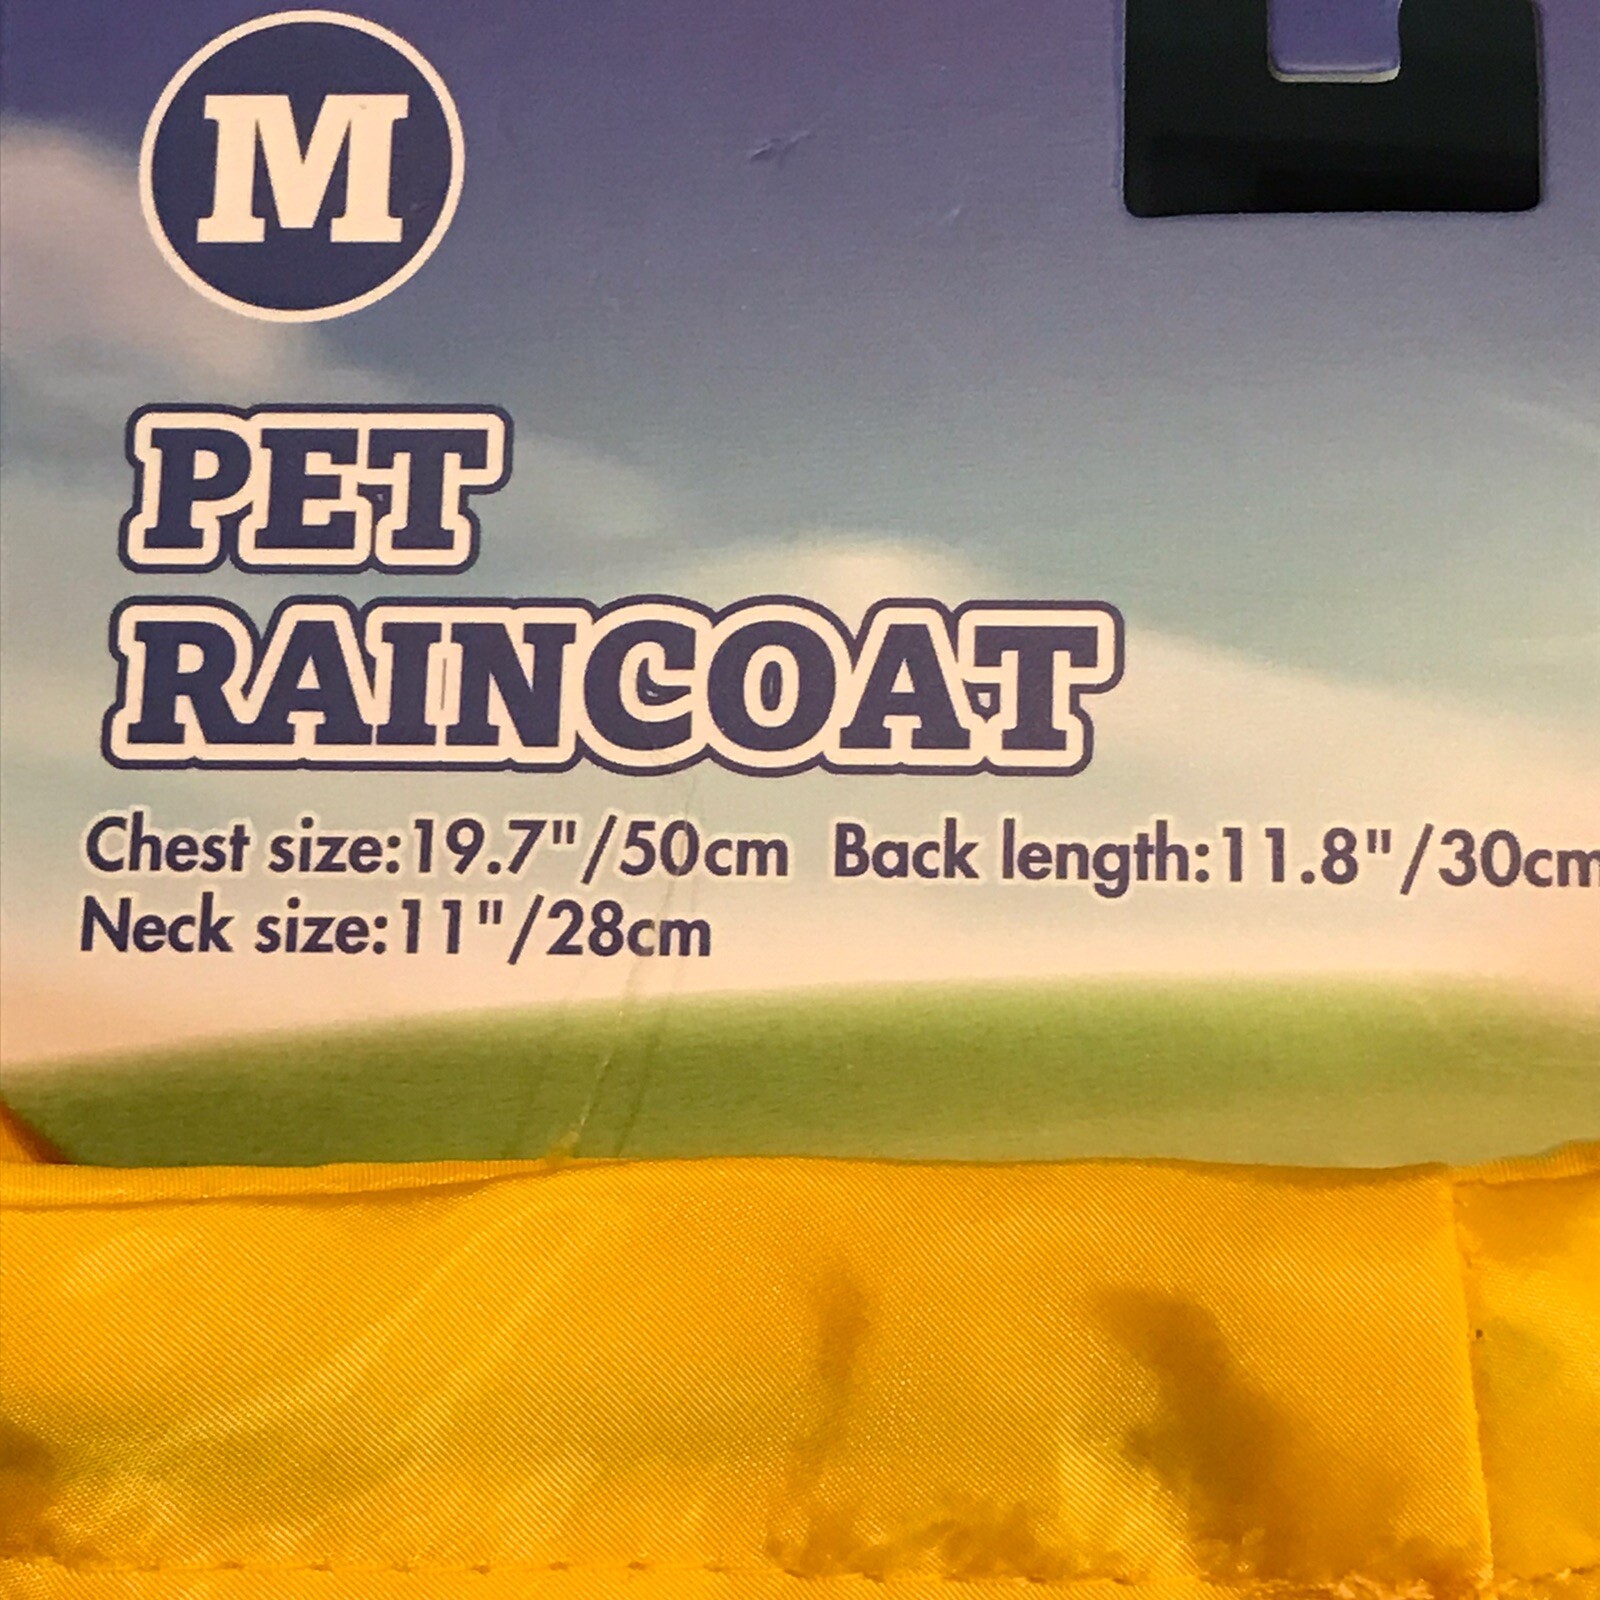 M
PET
RAINCOAT
Chest size:19.7"/50cm Back length:11.8"/30cm
Neck size:11"/28cm